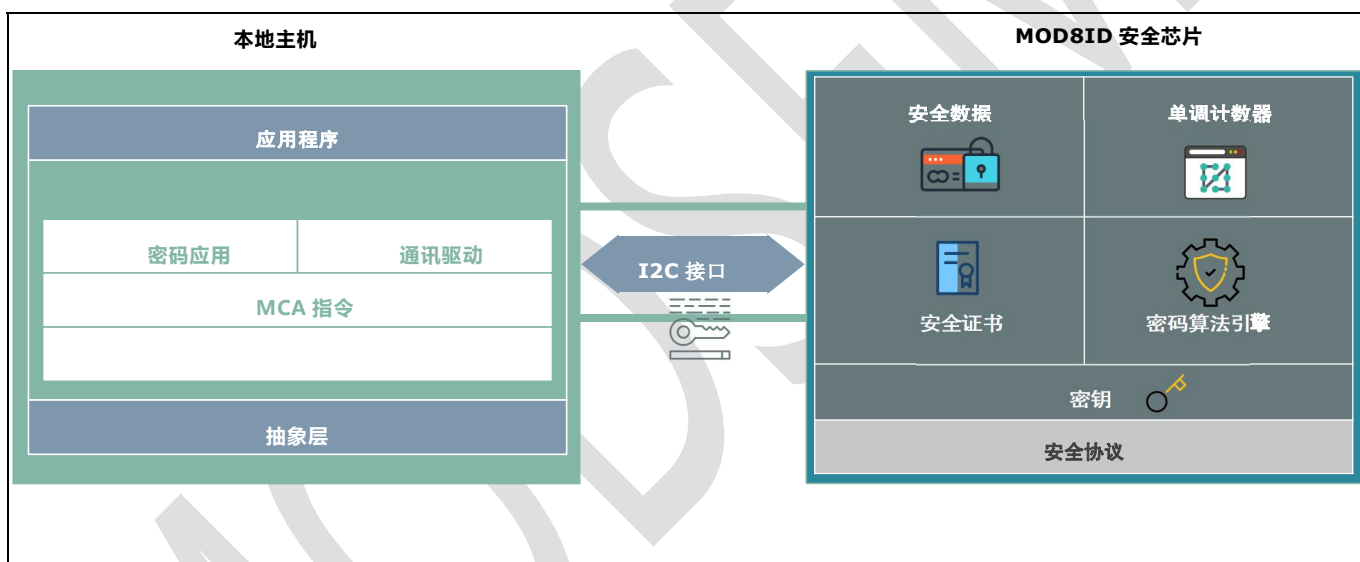 本地主机
MOD8ID 安全芯片
应用程序
密码应用
通讯驱动
MCA 指令
抽象层
I2C 接口
安全数据
单调计数器
安全证书
密码算法引擎
密钥
安全协议